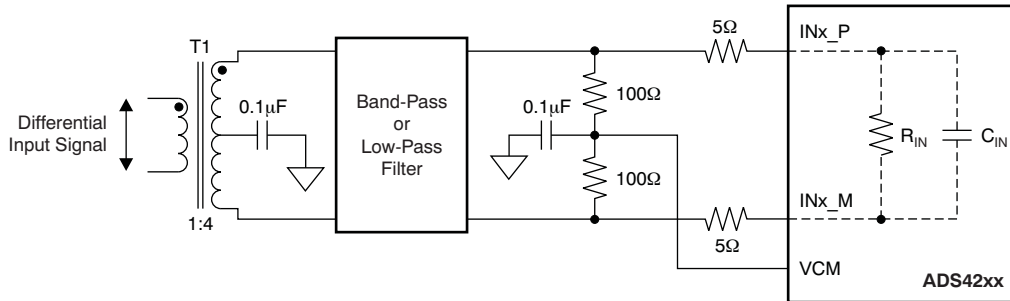 T1
Differential
Input Signal
0.1µF
1:4
Band-Pass
or
Low-Pass
Filter
0.1µF
100Ω
100Ω
5Ω
5Ω
INx_P
R_IN
C_IN
INx_M
VCM
ADS42xx